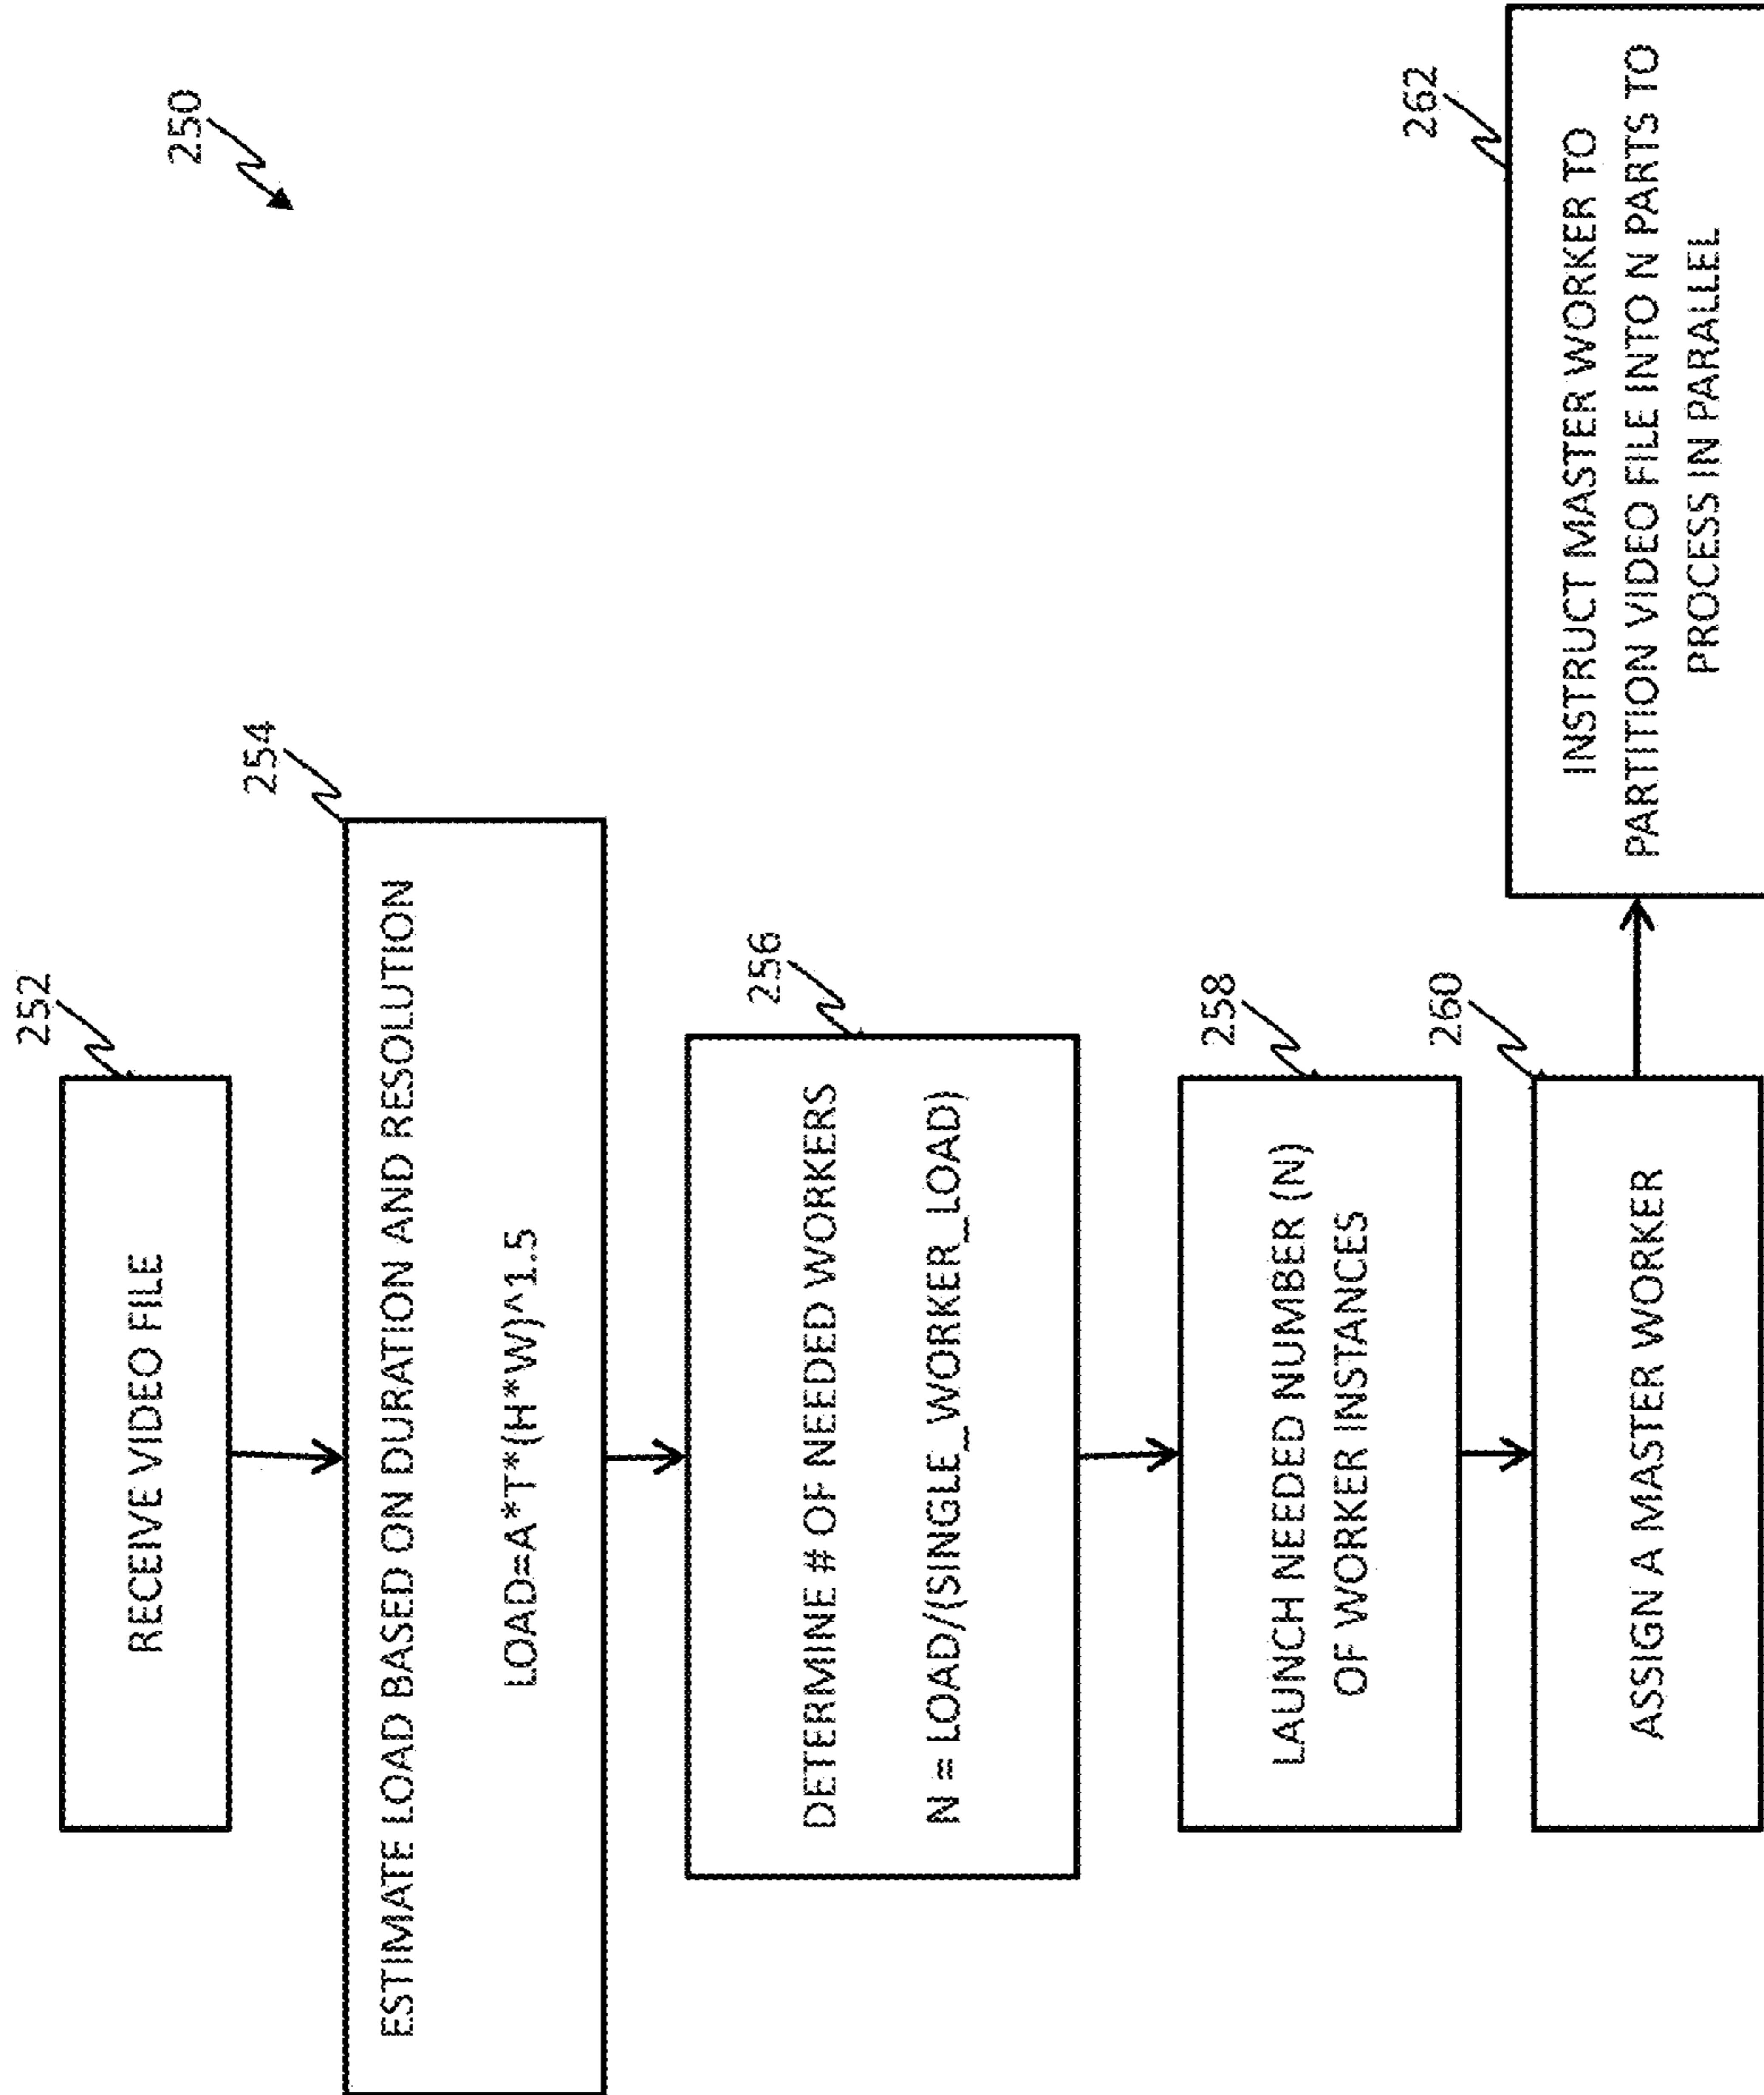 250
252
RECEIVE VIDEO FILE
254
ESTIMATE LOAD BASED ON DURATION AND RESOLUTION
LOAD=A*T*(H*W)^1.5
256
DETERMINE # OF NEEDED WORKERS
N = LOAD/(SINGLE_WORKER_LOAD)
258
LAUNCH NEEDED NUMBER (N)
OF WORKER INSTANCES
260
ASSIGN A MASTER WORKER
262
INSTRUCT MASTER WORKER TO
PARTITION VIDEO FILE INTO N PARTS TO
PROCESS IN PARALLEL